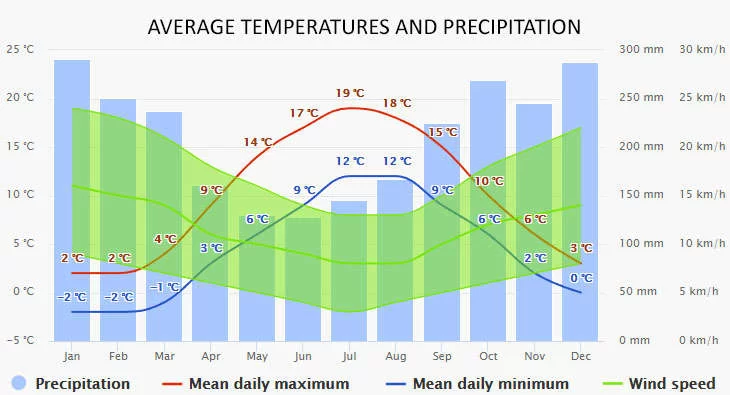 AVERAGE TEMPERATURES AND PRECIPITATION
25 °C 300 mm 30 km/h
20 °C 250 mm 25 km/h
15 °C 200 mm 20 km/h
10 °C 150 mm 15 km/h
5 °C 100 mm 10 km/h
0 °C 50 mm 5 km/h
−5 °C 0 mm 0 km/h
2 °C 2 °C 4 °C 9 °C 14 °C 17 °C 19 °C 18 °C 15 °C 10 °C 6 °C 3 °C
−2 °C −2 °C −1 °C 3 °C 6 °C 9 °C 12 °C 12 °C 9 °C 6 °C 2 °C 0 °C
Jan Feb Mar Apr May Jun Jul Aug Sep Oct Nov Dec
Precipitation Mean daily maximum Mean daily minimum Wind speed